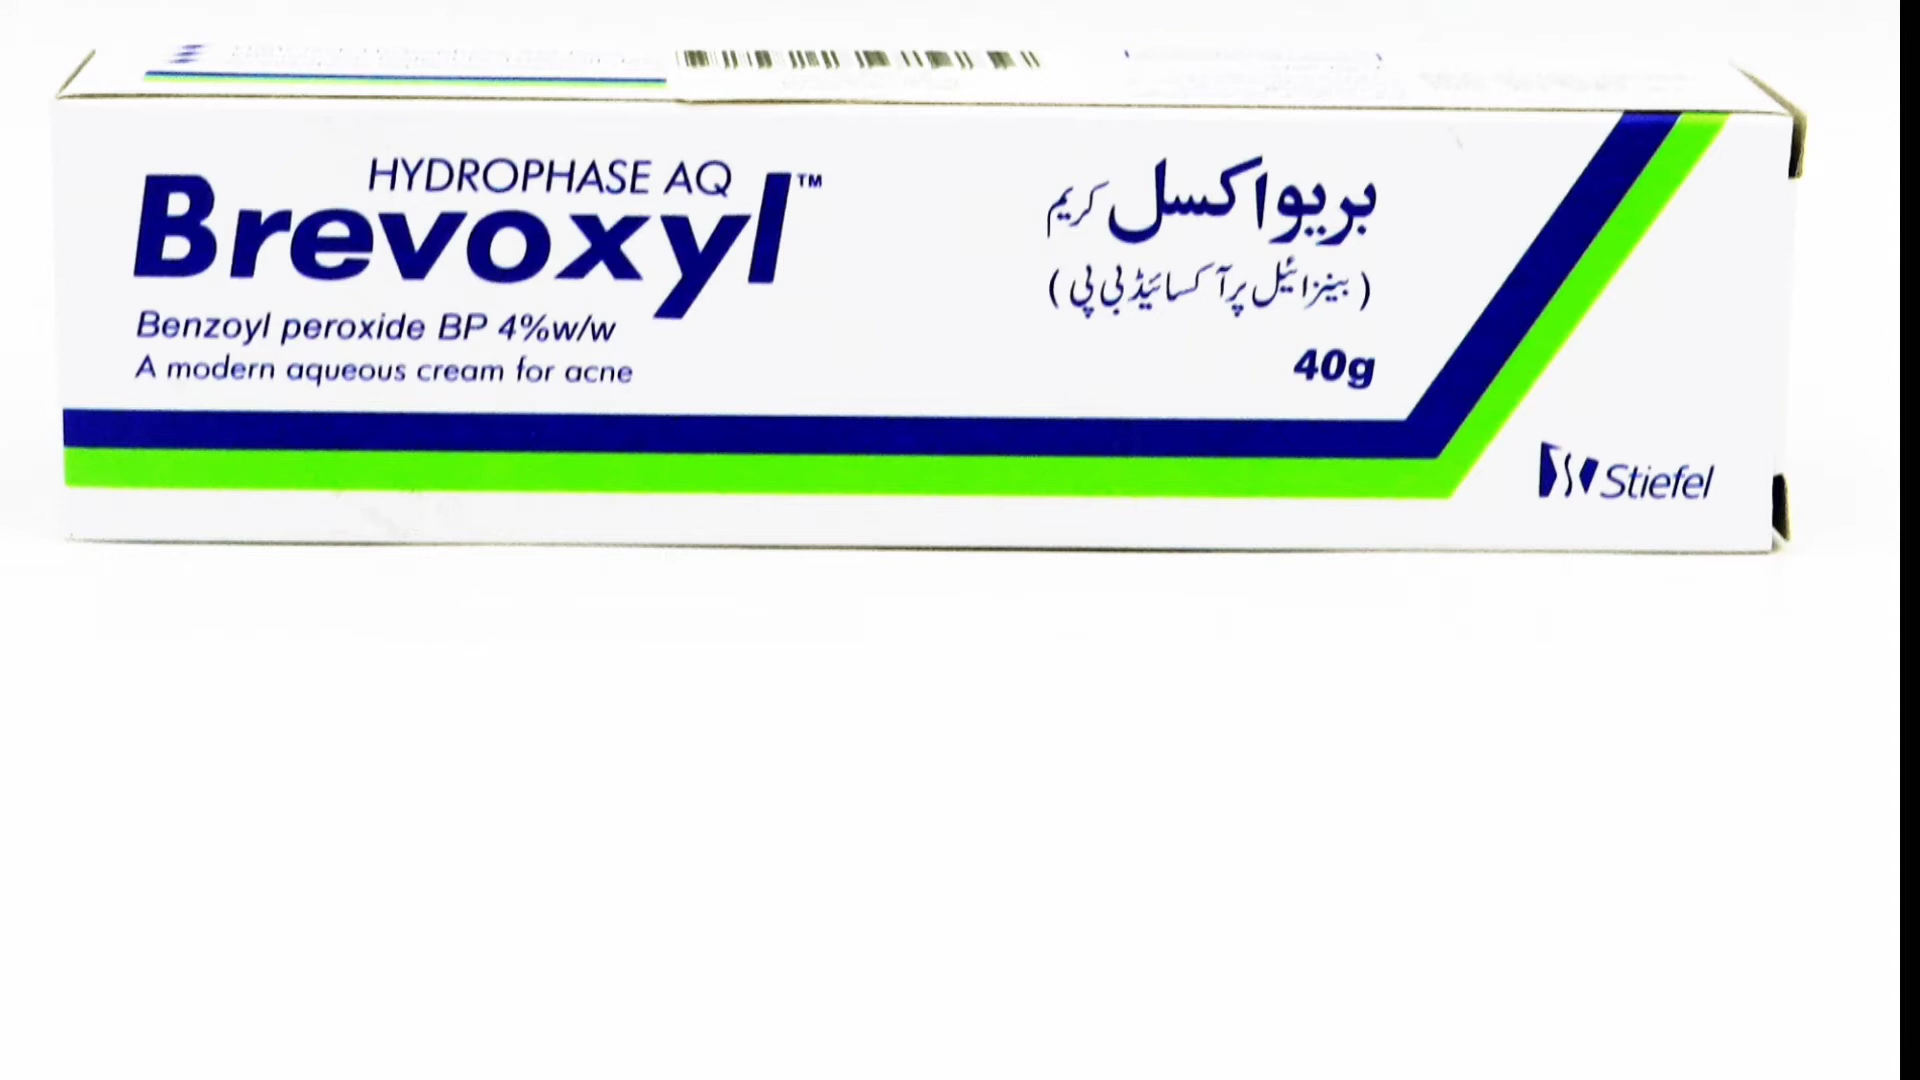 HYDROPHASE AQ
Brevoxyl™
Benzoyl peroxide BP 4%w/w
A modern aqueous cream for acne
بریواکسل کریم
(بینزائیل پرآکسائیڈ بی پی)
40g
Stiefel